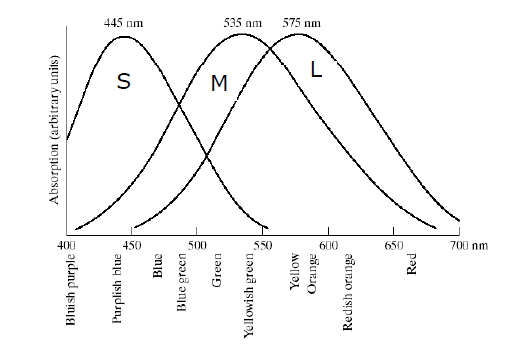 445 nm 535 nm 575 nm
S
M
L
Absorption (arbitrary units)
400 450 500 550 600 650 700 nm
Bluish purple
Purplish blue
Blue
Blue green
Green
Yellowish green
Yellow
Orange
Redish orange
Red